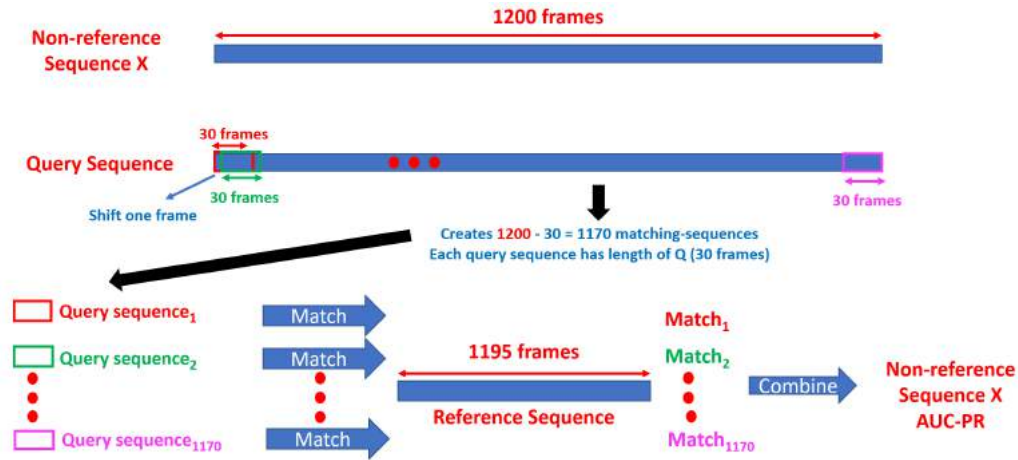 1200 frames
Non-reference
Sequence X
30 frames
Query Sequence
30 frames
30 frames
Shift one frame
Creates 1200 - 30 = 1170 matching-sequences
Each query sequence has length of Q (30 frames)
Query sequence1
Match
Match1
Query sequence2
Match
1195 frames
Match2
Combine
Non-reference
Sequence X
AUC-PR
Reference Sequence
Query sequence1170
Match
Match1170